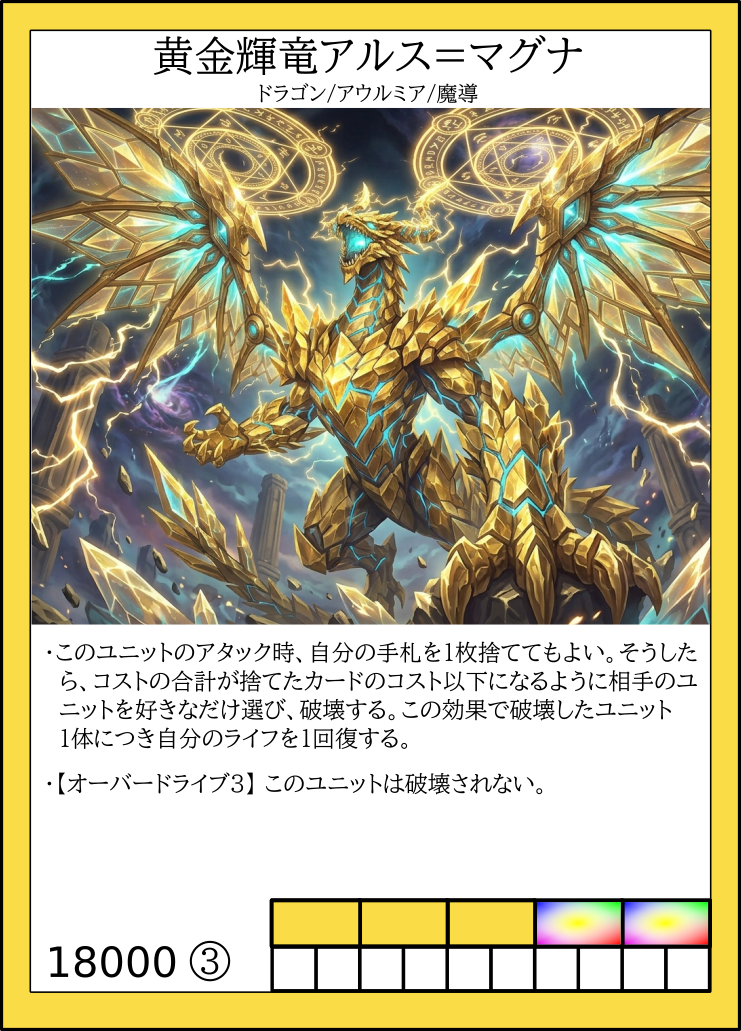 黄金輝竜アルス＝マグナ
ドラゴン/アウルミア/魔導
・このユニットのアタック時、自分の手札を1枚捨ててもよい。そうした
ら、コストの合計が捨てたカードのコスト以下になるように相手のユ
ニットを好きなだけ選び、破壊する。この効果で破壊したユニット
1体につき自分のライフを1回復する。
・【オーバードライブ3】 このユニットは破壊されない。
18000 ③